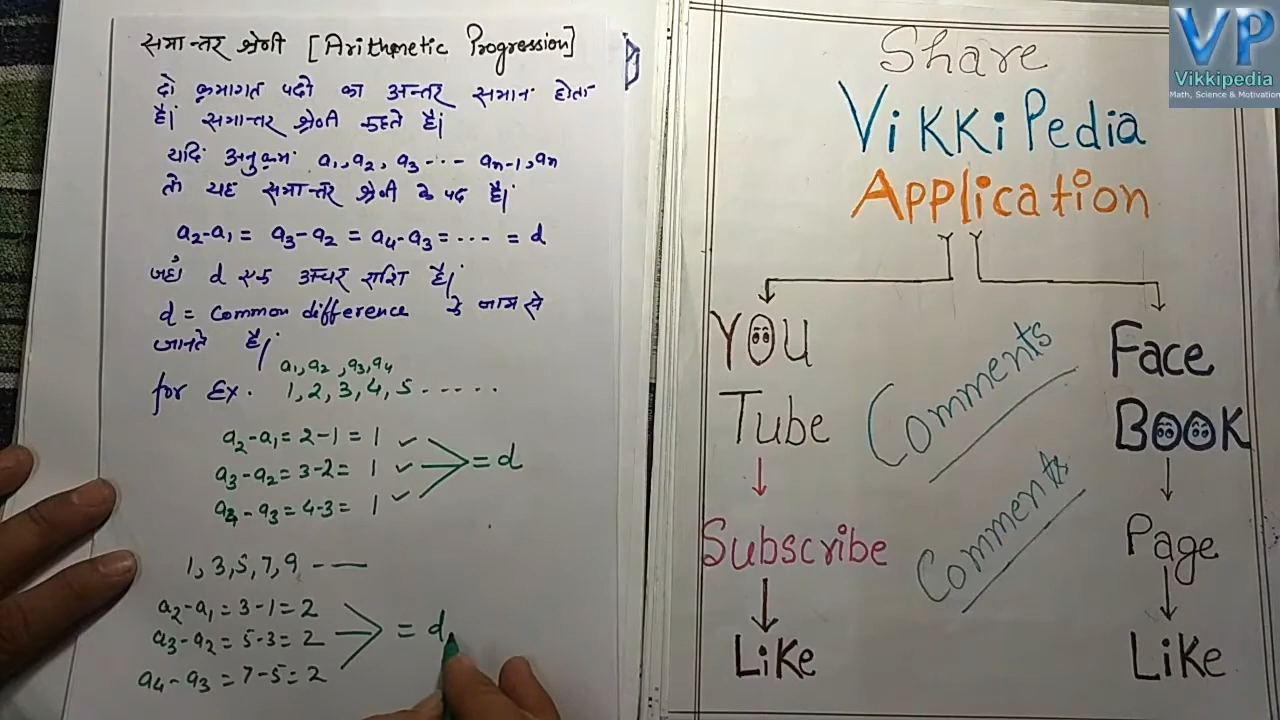 समान्तर श्रेणी [Arithmetic Progression]
दो क्रमागत पदो का अन्तर समान होता
है। समान्तर श्रेणी कहते है।
यदि अनुक्रम a₁, a₂, a₃ --- aₙ₋₁, aₙ
तो यह समान्तर श्रेणी के पद है।
a₂-a₁ = a₃-a₂ = a₄-a₃ = --- = d
जहाँ d एक अचर राशि है।
d = Common difference के नाम से
जानते है।
a₁, a₂, a₃, a₄
for Ex. 1, 2, 3, 4, 5 -----
a₂-a₁ = 2-1 = 1 ✓
a₃-a₂ = 3-2 = 1 ✓ = d
a₄-a₃ = 4-3 = 1 ✓
1, 3, 5, 7, 9 ---
a₂-a₁ = 3-1 = 2
a₃-a₂ = 5-3 = 2 = d
a₄-a₃ = 7-5 = 2
Share
ViKKiPedia
Application
YOU
Tube
Subscribe
LiKe
Comments
Comments
Face
BOOK
Page
LiKe
VP
Vikkipedia
Math, Science & Motivation